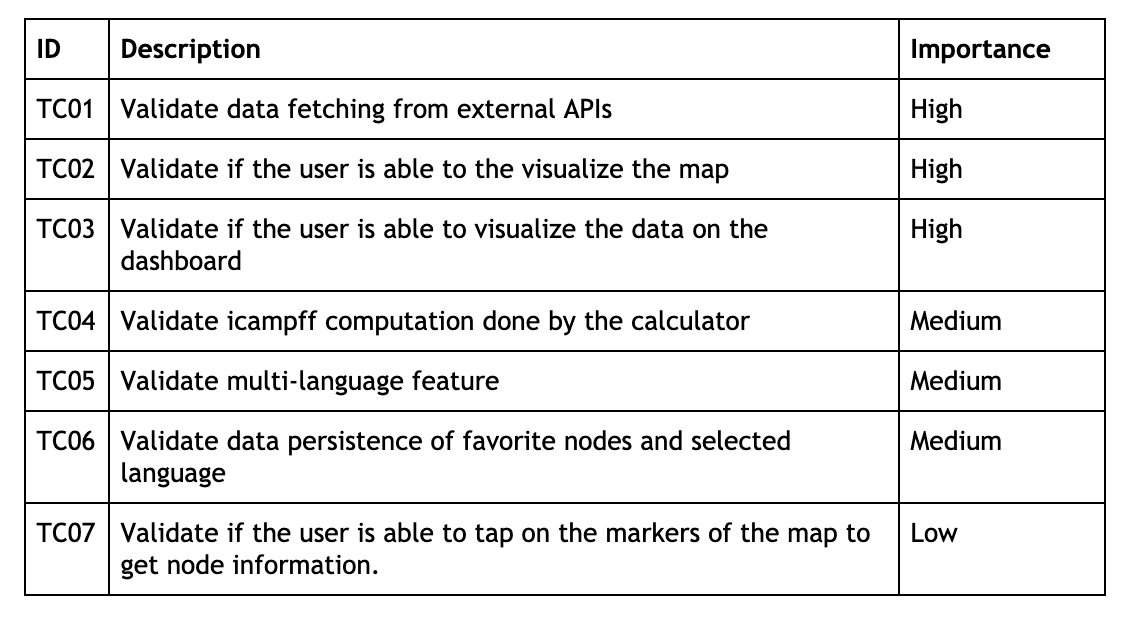 ID Description Importance
TC01 Validate data fetching from external APIs High
TC02 Validate if the user is able to the visualize the map High
TC03 Validate if the user is able to visualize the data on the High
dashboard
TC04 Validate icampff computation done by the calculator Medium
TC05 Validate multi-language feature Medium
TC06 Validate data persistence of favorite nodes and selected Medium
language
TC07 Validate if the user is able to tap on the markers of the map to Low
get node information.